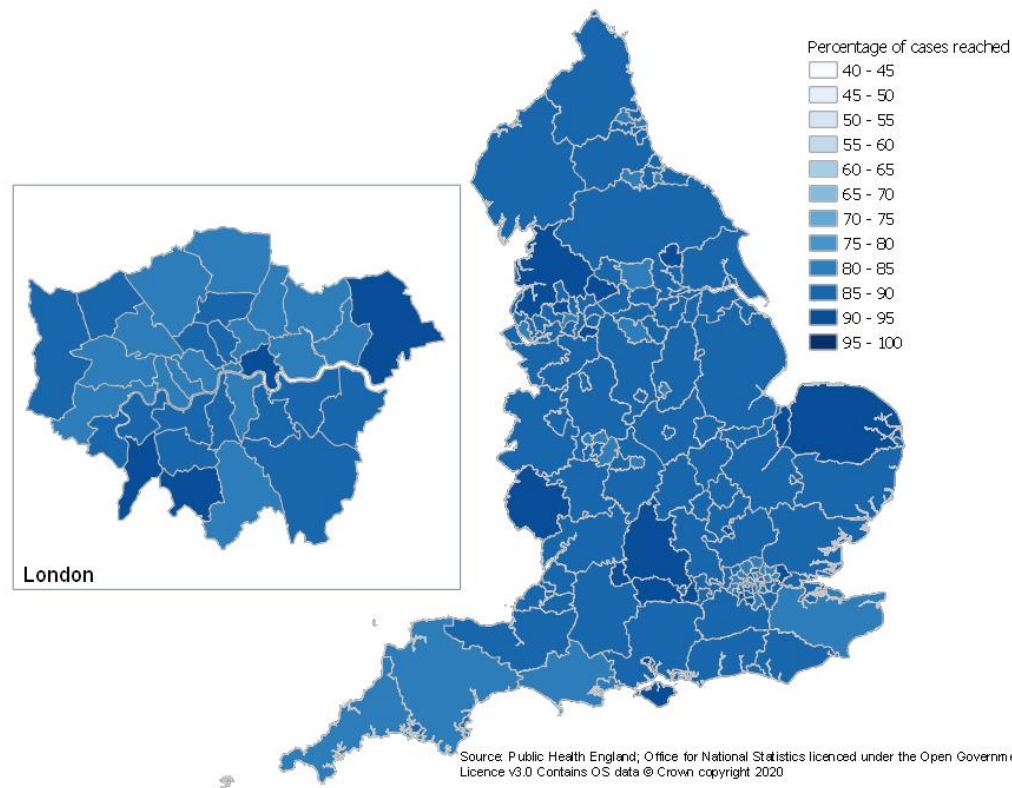 Percentage of cases reached
40 - 45
45 - 50
50 - 55
55 - 60
60 - 65
65 - 70
70 - 75
75 - 80
80 - 85
85 - 90
90 - 95
95 - 100
London
Source: Public Health England; Office for National Statistics licenced under the Open Governme
Licence v3.0 Contains OS data © Crown copyright 2020